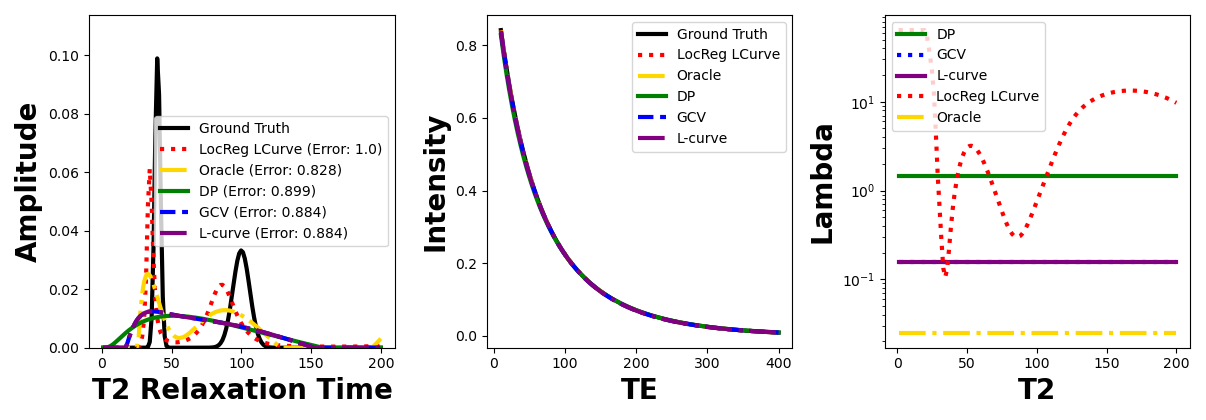 Amplitude
0.10
0.08
0.06
0.04
0.02
0.00
Ground Truth
LocReg LCurve (Error: 1.0)
Oracle (Error: 0.828)
DP (Error: 0.899)
GCV (Error: 0.884)
L-curve (Error: 0.884)
0 50 100 150 200
T2 Relaxation Time
Intensity
0.8
0.6
0.4
0.2
0.0
Ground Truth
LocReg LCurve
Oracle
DP
GCV
L-curve
0 100 200 300 400
TE
Lambda
10¹
10⁰
10⁻¹
DP
GCV
L-curve
LocReg LCurve
Oracle
0 50 100 150 200
T2